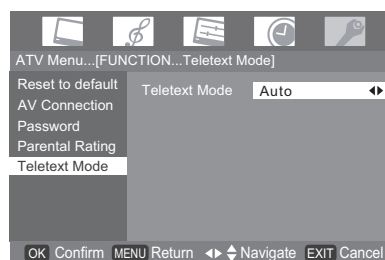 ATV Menu...[FUNCTION...Teletext Mode]
Reset to default
Teletext Mode Auto
AV Connection
Password
Parental Rating
Teletext Mode
OK Confirm MENU Return Navigate EXIT Cancel